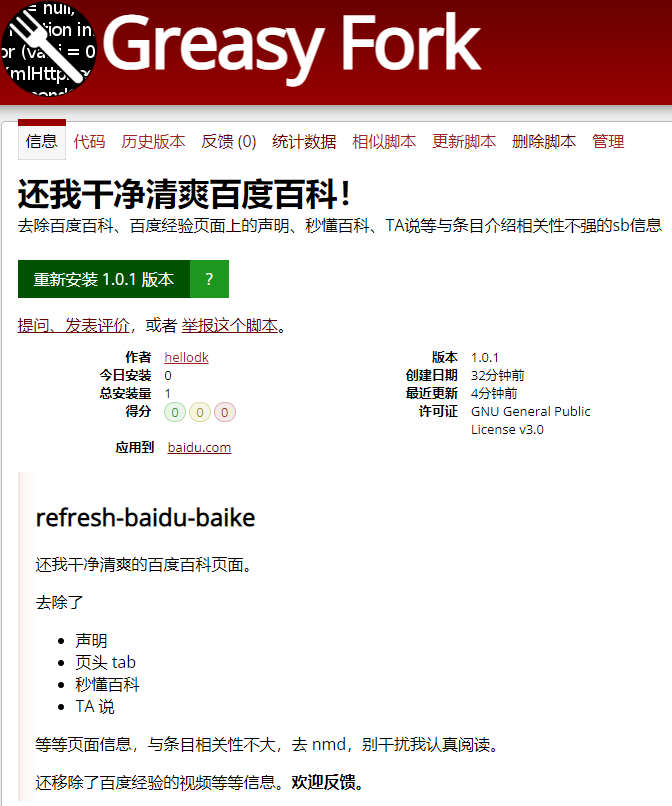 = null,
ction in
or (va i = 0
XmlHttp
Greasy Fork
信息 代码 历史版本 反馈 (0) 统计数据 相似脚本 更新脚本 删除脚本 管理
还我干净清爽百度百科！
去除百度百科、百度经验页面上的声明、秒懂百科、TA说等与条目介绍相关性不强的sb信息
重新安装 1.0.1 版本 ?
提问、发表评价，或者 举报这个脚本。
作者 hellodk 版本 1.0.1
今日安装 0 创建日期 32分钟前
总安装量 1 最近更新 4分钟前
得分 0 0 0 许可证 GNU General Public
License v3.0
应用到 baidu.com
refresh-baidu-baike
还我干净清爽的百度百科页面。
去除了
• 声明
• 页头 tab
• 秒懂百科
• TA 说
等等页面信息，与条目相关性不大，去 nmd，别干扰我认真阅读。
还移除了百度经验的视频等等信息。欢迎反馈。